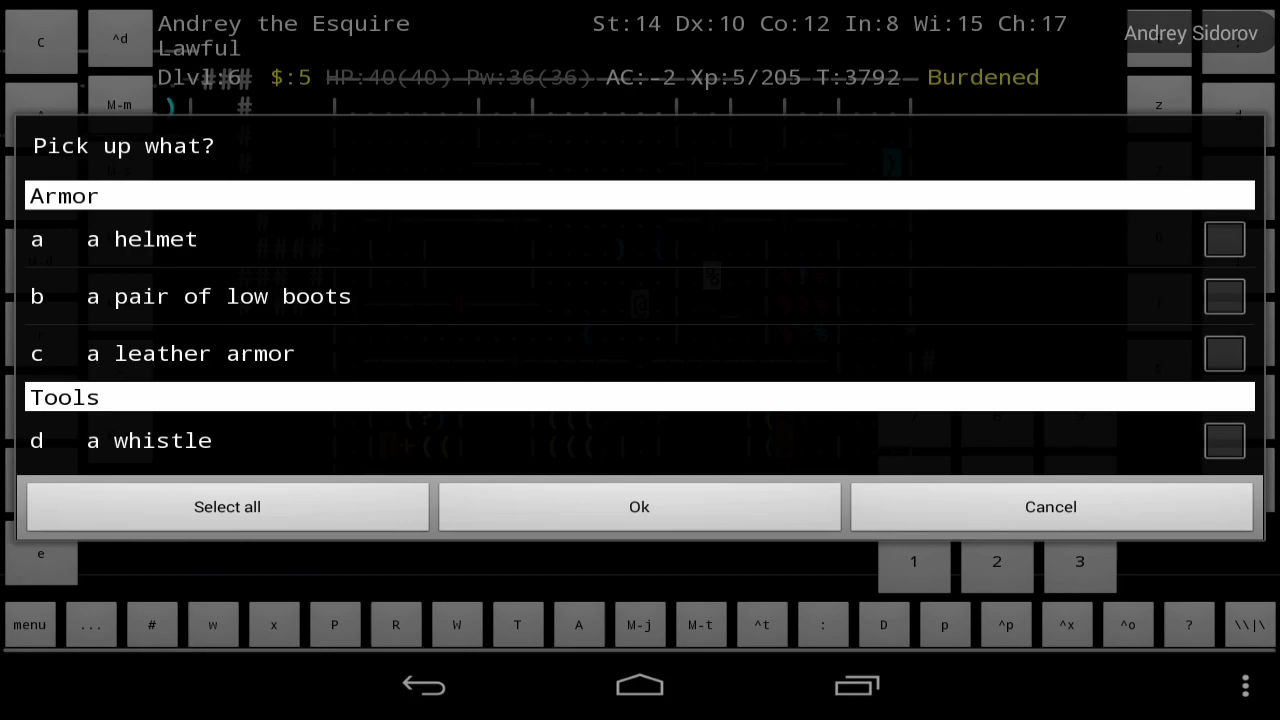 Andrey the Esquire St:14 Dx:10 Co:12 In:8 Wi:15 Ch:17
Lawful
Dlvl:6 $:5 HP:40(40) Pw:36(36) AC:-2 Xp:5/205 T:3792 Burdened
Andrey Sidorov
c ^d
M-m
z
Pick up what?
Armor
a a helmet
b a pair of low boots
c a leather armor
Tools
d a whistle
Select all Ok Cancel
e 1 2 3
menu ... # w x P R W T A M-j M-t ^t : D p ^p ^x ^o ? \\|\